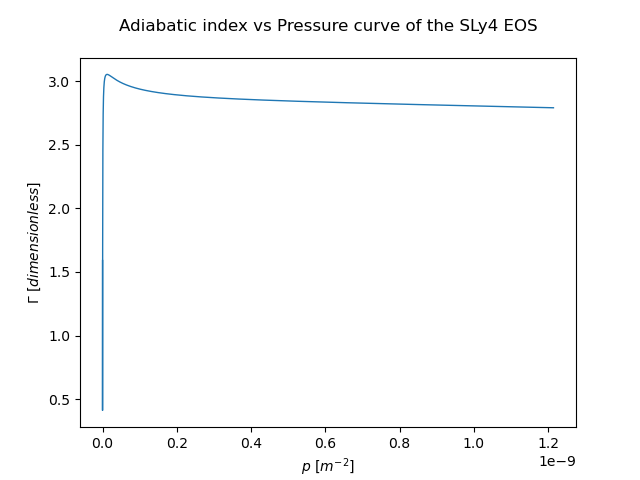 Adiabatic index vs Pressure curve of the SLy4 EOS
3.0
2.5
2.0
1.5
1.0
0.5
Γ [dimensionless]
0.0 0.2 0.4 0.6 0.8 1.0 1.2
1e−9
p [m⁻²]